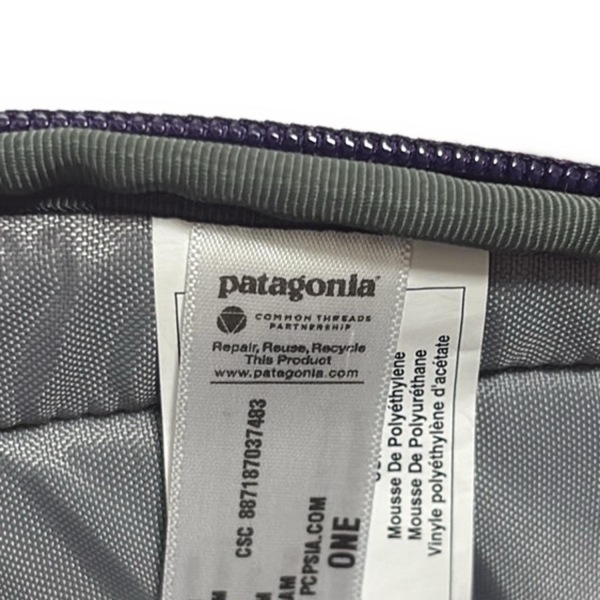 patagonia
COMMON THREADS
PARTNERSHIP
Repair, Reuse, Recycle
This Product
www.patagonia.com
CSC 887187037483
PCPSIA.COM
ONE
Mousse De Polyéthylène
Mousse De Polyuréthane
Vinyle polyéthylène d'acétate